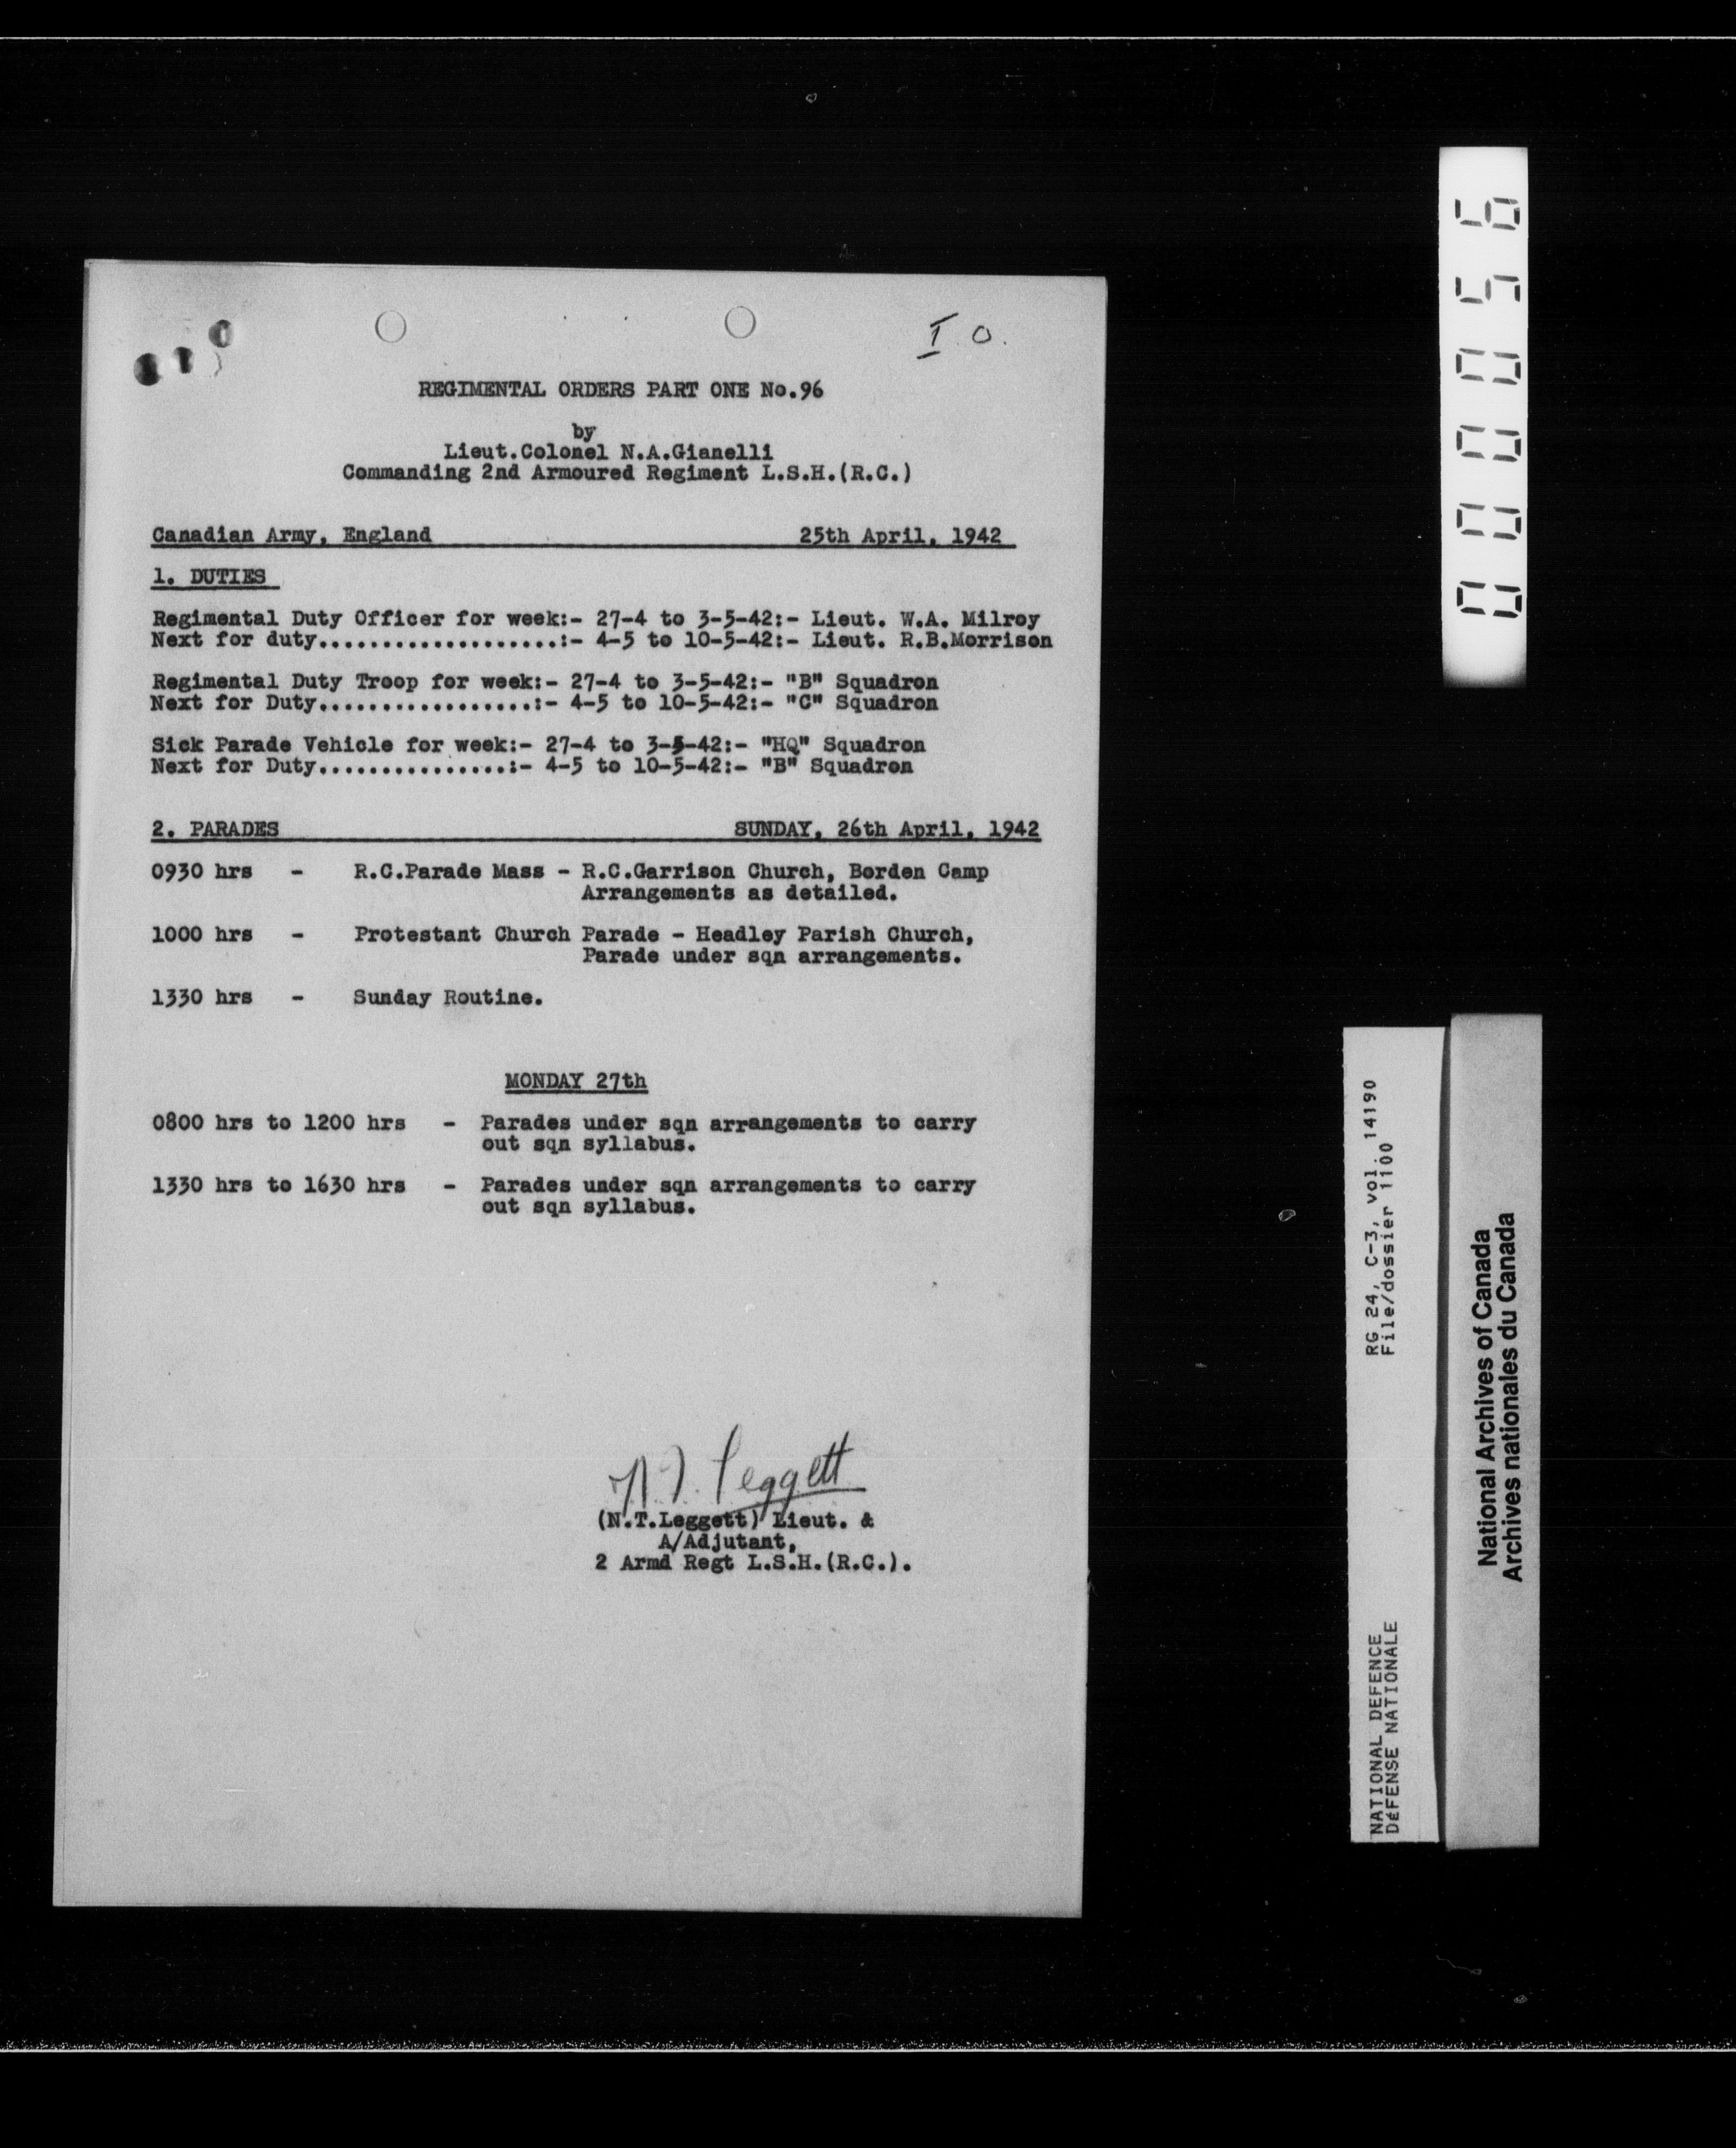 I.O.
REGIMENTAL ORDERS PART ONE No.96
by
Lieut.Colonel N.A.Gianelli
Commanding 2nd Armoured Regiment L.S.H.(R.C.)
Canadian Army, England 25th April, 1942
1. DUTIES
Regimental Duty Officer for week:- 27-4 to 3-5-42:- Lieut. W.A. Milroy
Next for duty...................:- 4-5 to 10-5-42:- Lieut. R.B.Morrison
Regimental Duty Troop for week:- 27-4 to 3-5-42:- "B" Squadron
Next for Duty.................:- 4-5 to 10-5-42:- "C" Squadron
Sick Parade Vehicle for week:- 27-4 to 3-5-42:- "HQ" Squadron
Next for Duty...............:- 4-5 to 10-5-42:- "B" Squadron
2. PARADES SUNDAY, 26th April, 1942
0930 hrs - R.C.Parade Mass - R.C.Garrison Church, Borden Camp
Arrangements as detailed.
1000 hrs - Protestant Church Parade - Headley Parish Church,
Parade under sqn arrangements.
1330 hrs - Sunday Routine.
MONDAY 27th
0800 hrs to 1200 hrs - Parades under sqn arrangements to carry
out sqn syllabus.
1330 hrs to 1630 hrs - Parades under sqn arrangements to carry
out sqn syllabus.
N.T. Leggett
(N.T.Leggett) Lieut. &
A/Adjutant,
2 Armd Regt L.S.H.(R.C.).
000056
NATIONAL DEFENCE RG 24, C-3, vol. 14190
DéFENSE NATIONALE File/dossier 1100
National Archives of Canada
Archives nationales du Canada